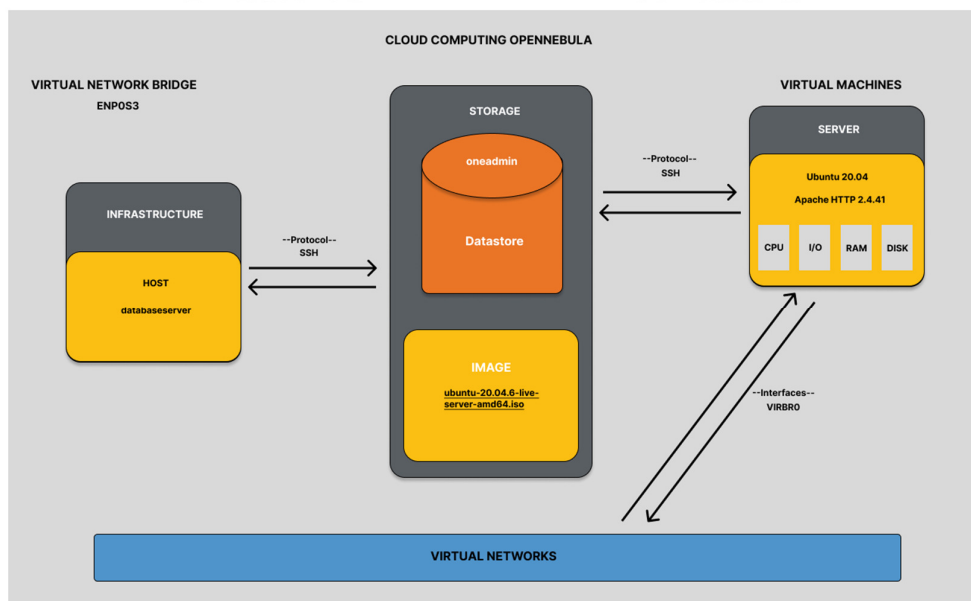 CLOUD COMPUTING OPENNEBULA
VIRTUAL NETWORK BRIDGE
ENP0S3
INFRASTRUCTURE
HOST
databaseserver
--Protocol--
SSH
STORAGE
oneadmin
Datastore
IMAGE
ubuntu-20.04.6-live-
server-amd64.iso
--Protocol--
SSH
VIRTUAL MACHINES
SERVER
Ubuntu 20.04
Apache HTTP 2.4.41
CPU
I/O
RAM
DISK
--Interfaces--
VIRBR0
VIRTUAL NETWORKS